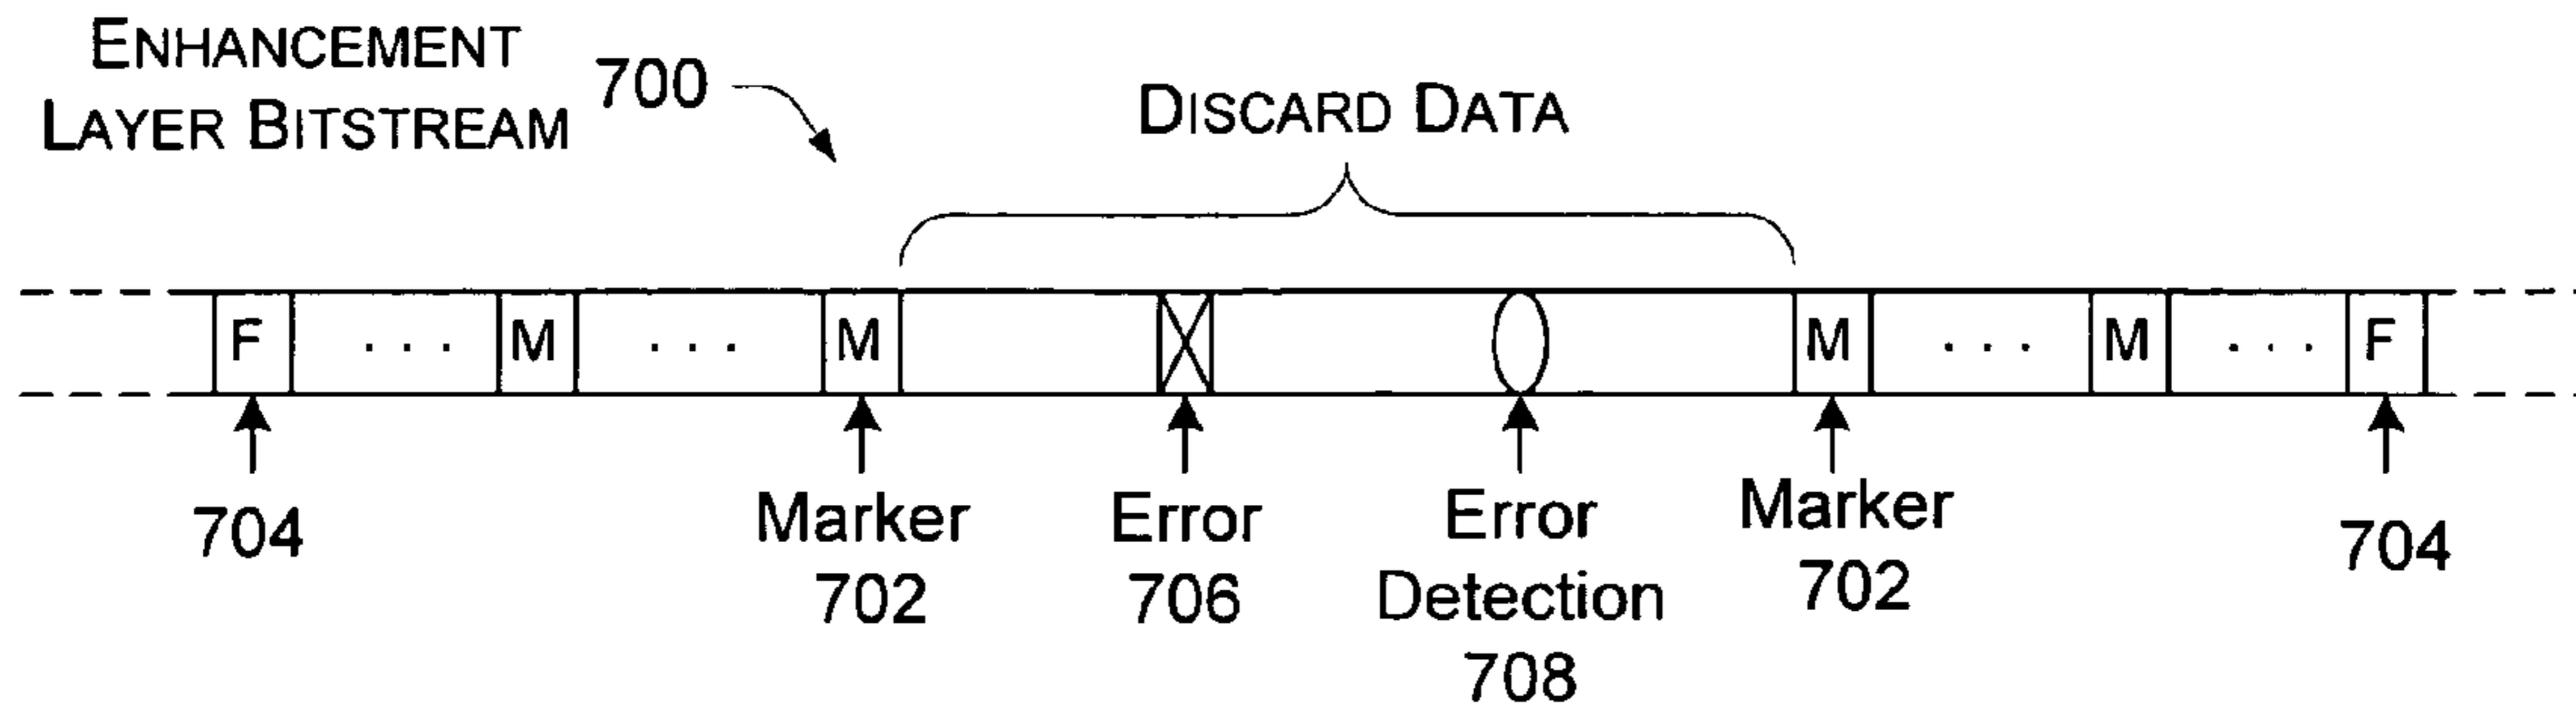 ENHANCEMENT
LAYER BITSTREAM
700
DISCARD DATA
F . . . M . . . M M . . . M . . . F
704
Marker
702
Error
706
Error
Detection
708
Marker
702
704